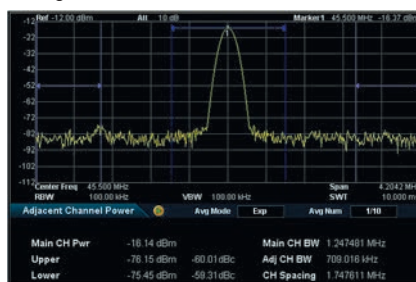 Ref -12.00 dBm Att 10 dB Marker1 45.500 MHz -16.37 dBm
-12
-22
-32
-42
-52
-62
-72
-82
-92
-102
-112
1
Center Freq 45.500 MHz Span 4.2042 MHz
RBW 100.00 kHz VBW 100.00 kHz SWT 10.000 m
Adjacent Channel Power Avg Mode Exp Avg Num 1/10
Main CH Pwr -16.14 dBm Main CH BW 1.247481 MHz
Upper -76.15 dBm -60.01dBc Adj CH BW 709.016 kHz
Lower -75.45 dBm -59.31dBc CH Spacing 1.747611 MHz